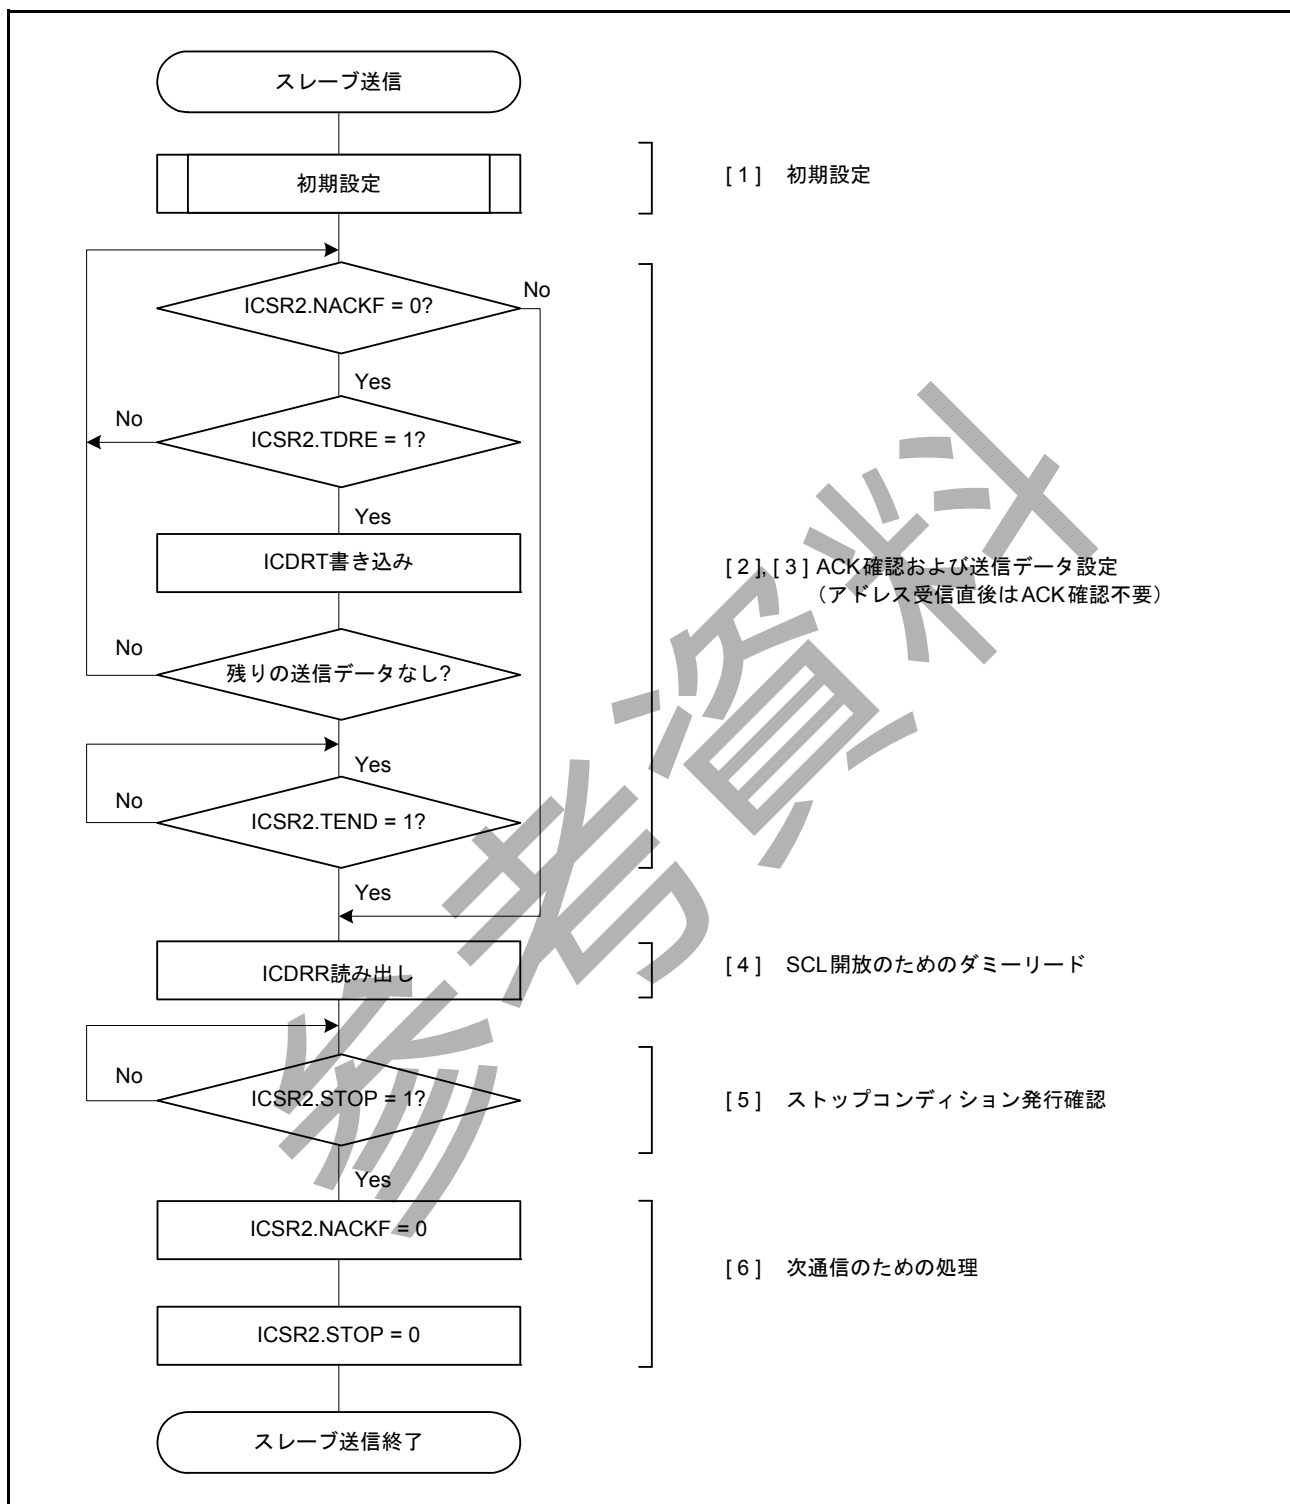 スレーブ送信
初期設定
[ 1 ] 初期設定
ICSR2.NACKF = 0?
No
Yes
No
ICSR2.TDRE = 1?
Yes
ICDRT書き込み
[ 2 ], [ 3 ] ACK確認および送信データ設定
（アドレス受信直後はACK確認不要）
No
残りの送信データなし?
Yes
No
ICSR2.TEND = 1?
Yes
ICDRR読み出し
[ 4 ] SCL開放のためのダミーリード
No
ICSR2.STOP = 1?
[ 5 ] ストップコンディション発行確認
Yes
ICSR2.NACKF = 0
[ 6 ] 次通信のための処理
ICSR2.STOP = 0
スレーブ送信終了
参考資料